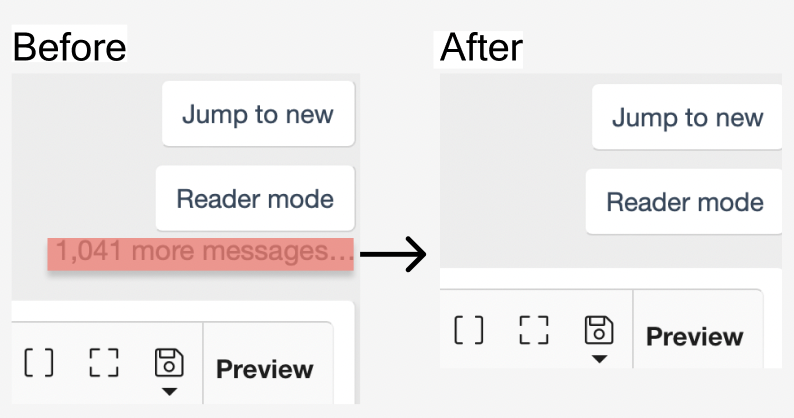 Before
Jump to new
Reader mode
1,041 more messages...
Preview
After
Jump to new
Reader mode
Preview